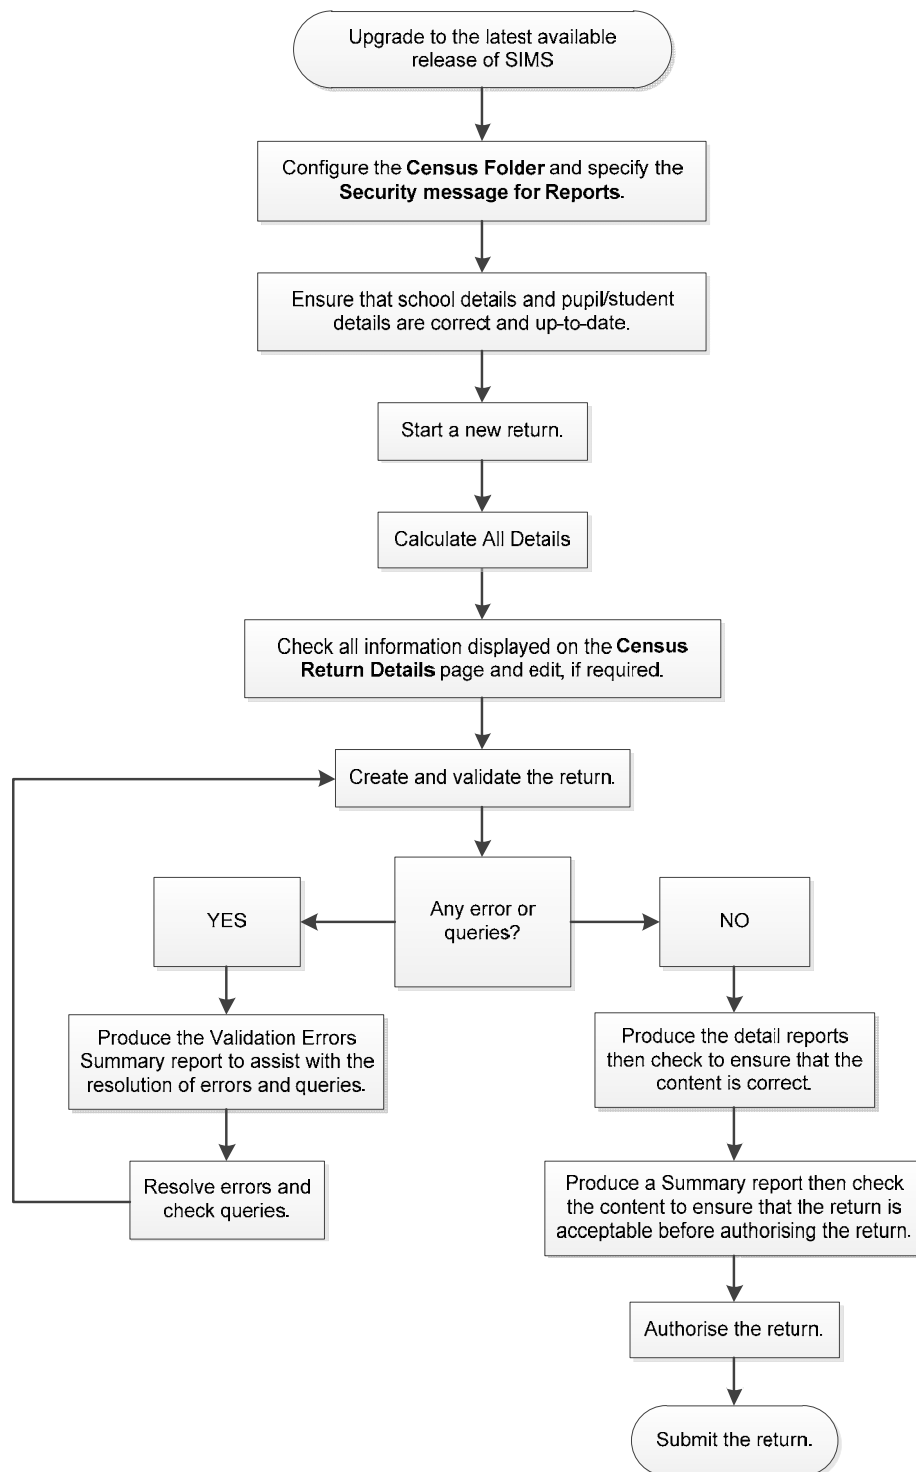 Upgrade to the latest available
release of SIMS
Configure the Census Folder and specify the
Security message for Reports.
Ensure that school details and pupil/student
details are correct and up-to-date.
Start a new return.
Calculate All Details
Check all information displayed on the Census
Return Details page and edit, if required.
Create and validate the return.
Any error or
queries?
YES
NO
Produce the Validation Errors
Summary report to assist with the
resolution of errors and queries.
Resolve errors and
check queries.
Produce the detail reports
then check to ensure that the
content is correct.
Produce a Summary report then check
the content to ensure that the return is
acceptable before authorising the return.
Authorise the return.
Submit the return.